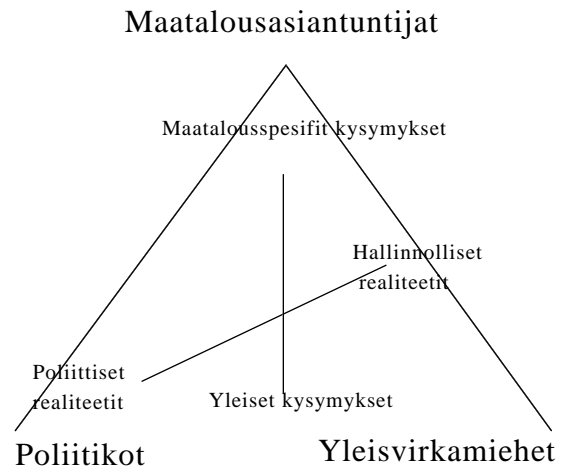 Maatalousasiantuntijat
Maatalousspesifit kysymykset
Hallinnolliset
realiteetit
Poliittiset
realiteetit
Yleiset kysymykset
Poliitikot
Yleisvirkamiehet